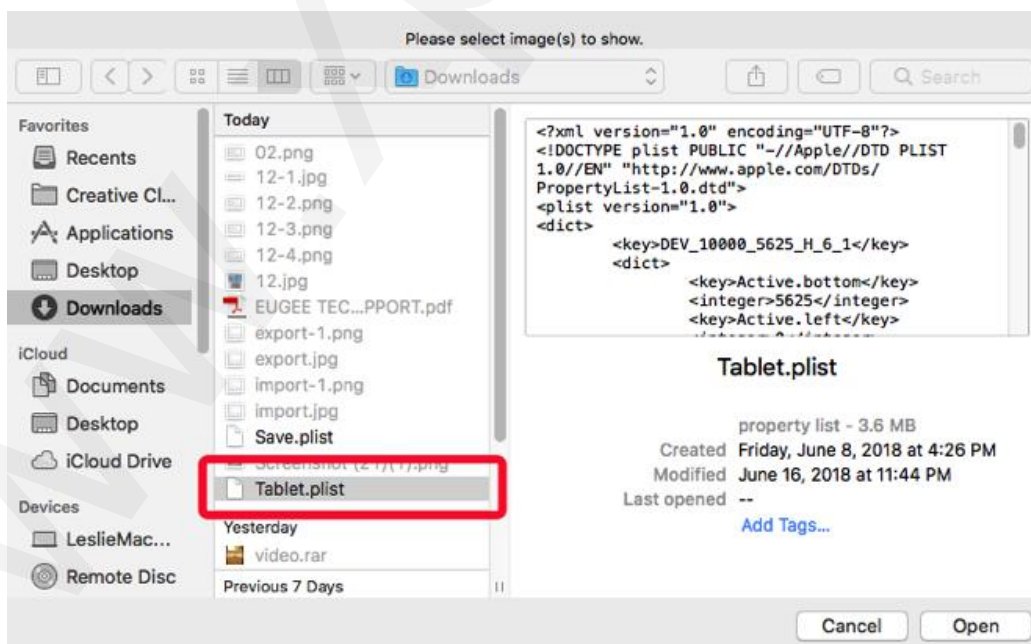 Please select image(s) to show.
Downloads
Search
Favorites
Recents
Creative Cl...
Applications
Desktop
Downloads
iCloud
Documents
Desktop
iCloud Drive
Devices
LeslieMac...
Remote Disc
Today
02.png
12-1.jpg
12-2.png
12-3.png
12-4.png
12.jpg
EUGEE TEC...PPORT.pdf
export-1.png
export.jpg
import-1.png
import.jpg
Save.plist
Screenshot (21)(1).png
Tablet.plist
Yesterday
video.rar
Previous 7 Days
<?xml version="1.0" encoding="UTF-8"?>
<!DOCTYPE plist PUBLIC "-//Apple//DTD PLIST
1.0//EN" "http://www.apple.com/DTDs/
PropertyList-1.0.dtd">
<plist version="1.0">
<dict>
<key>DEV_10000_5625_H_6_1</key>
<dict>
<key>Active.bottom</key>
<integer>5625</integer>
<key>Active.left</key>
Tablet.plist
property list - 3.6 MB
Created Friday, June 8, 2018 at 4:26 PM
Modified June 16, 2018 at 11:44 PM
Last opened --
Add Tags...
Cancel
Open